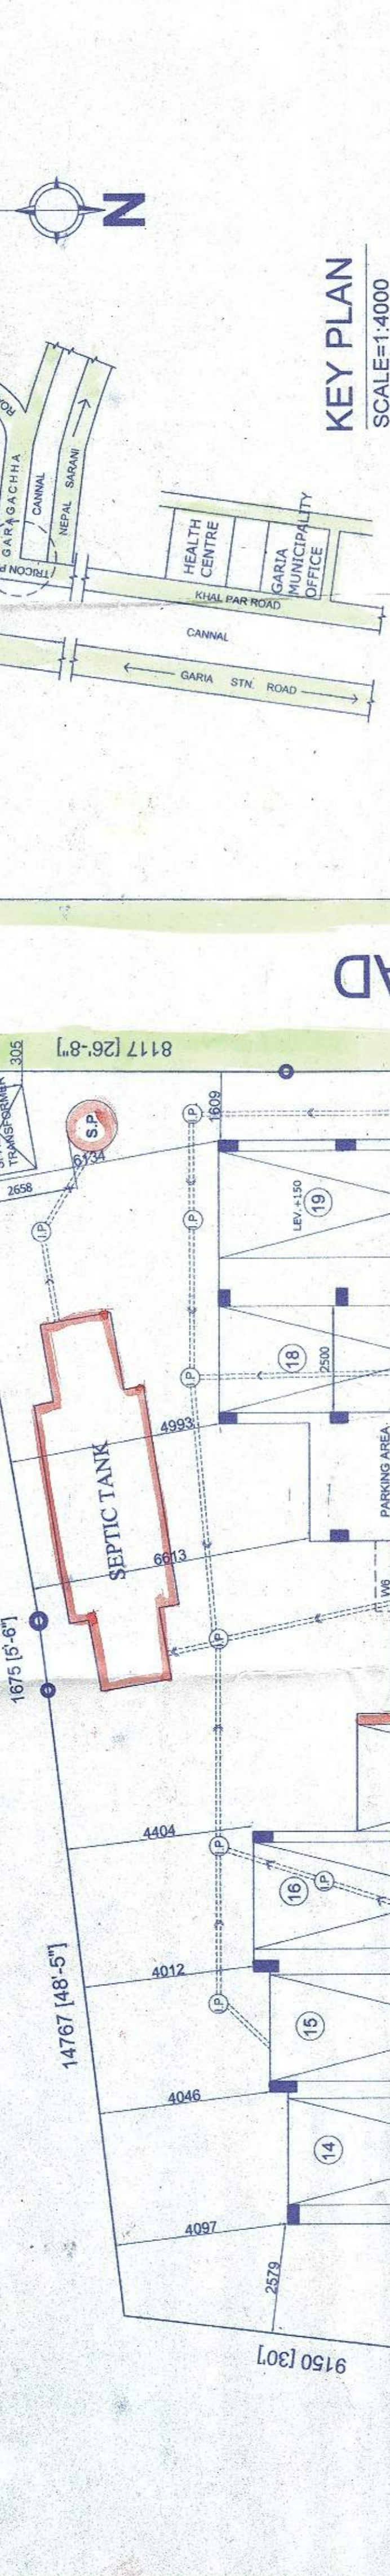 N
KEY PLAN
SCALE=1:4000
GARAGACHHA
CANNAL
NEPAL SARANI
HEALTH
CENTRE
GARIA
MUNICIPALITY
OFFICE
KHAL PAR ROAD
CANNAL
GARIA STN. ROAD
8117 [26'-8"]
305
TRANSFORMER
2658
S.P
6134
I.P
I.P
1609
I.P
LEV. +150
19
I.P
18
2500
4993
SEPTIC TANK
6613
PARKING AREA
W6
1675 [5'-6"]
I.P
4404
I.P
16
I.P
4012
14767 [48'-5"]
I.P
15
4046
14
4097
2579
9150 [30']